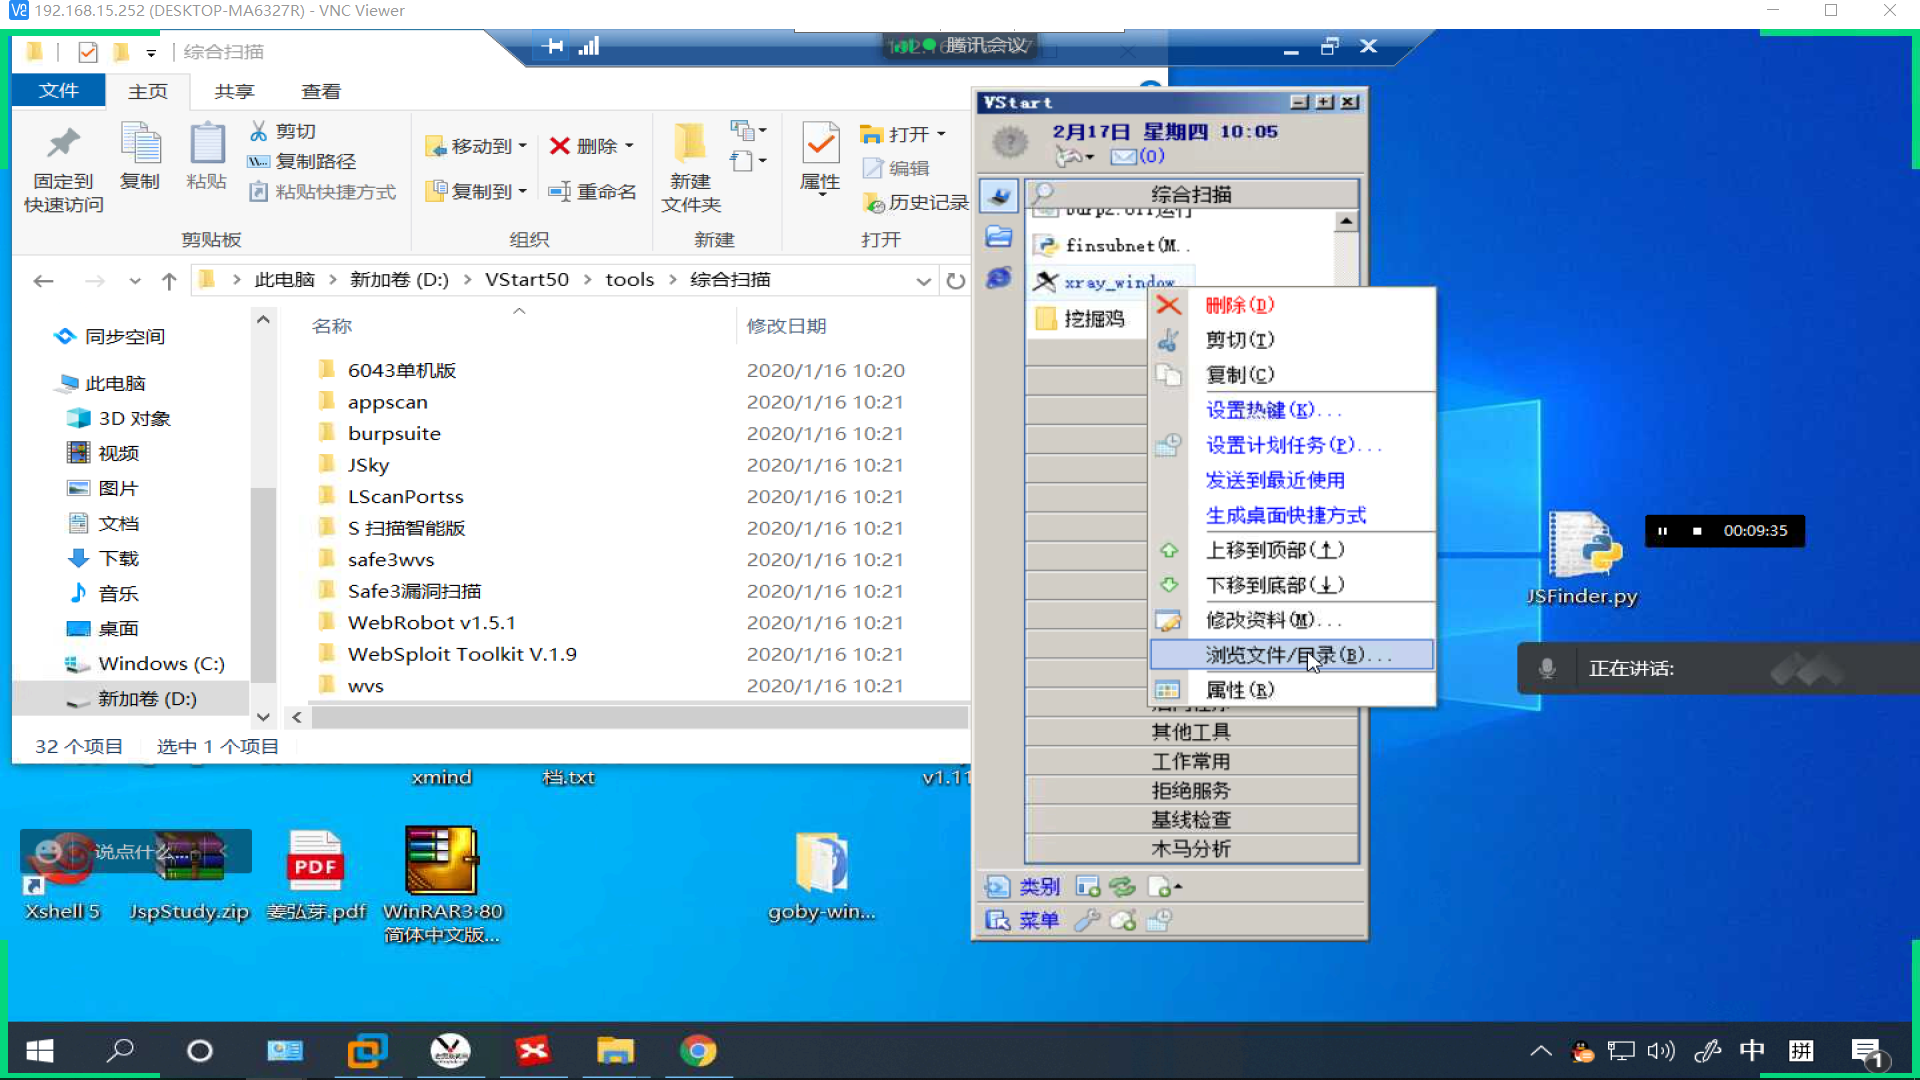 192.168.15.252 (DESKTOP-MA6327R) - VNC Viewer
综合扫描
腾讯会议
文件 主页 共享 查看
固定到
快速访问
复制
粘贴
剪切
复制路径
粘贴快捷方式
剪贴板
移动到
复制到
删除
重命名
组织
新建
文件夹
新建
属性
打开
编辑
历史记录
打开
此电脑 新加卷 (D:) VStart50 tools 综合扫描
同步空间
此电脑
3D 对象
视频
图片
文档
下载
音乐
桌面
Windows (C:)
新加卷 (D:)
名称 修改日期
6043单机版 2020/1/16 10:20
appscan 2020/1/16 10:21
burpsuite 2020/1/16 10:21
JSky 2020/1/16 10:21
LScanPortss 2020/1/16 10:21
S 扫描智能版 2020/1/16 10:21
safe3wvs 2020/1/16 10:21
Safe3漏洞扫描 2020/1/16 10:21
WebRobot v1.5.1 2020/1/16 10:21
WebSploit Toolkit V.1.9 2020/1/16 10:21
wvs 2020/1/16 10:21
32 个项目 选中 1 个项目
VStart
2月17日 星期四 10:05
(0)
综合扫描
finsubnet(M..
xray_window
挖掘鸡
删除(D)
剪切(T)
复制(C)
设置热键(K)...
设置计划任务(P)...
发送到最近使用
生成桌面快捷方式
上移到顶部(↑)
下移到底部(↓)
修改资料(M)...
浏览文件/目录(B)...
属性(R)
其他工具
工作常用
拒绝服务
基线检查
木马分析
类别
菜单
JSFinder.py
00:09:35
正在讲话:
xmind
档.txt
v1.11
说点什么...
Xshell 5
JspStudy.zip
PDF
姜弘芽.pdf
WinRAR3·80
简体中文版...
goby-win...
中
拼
1